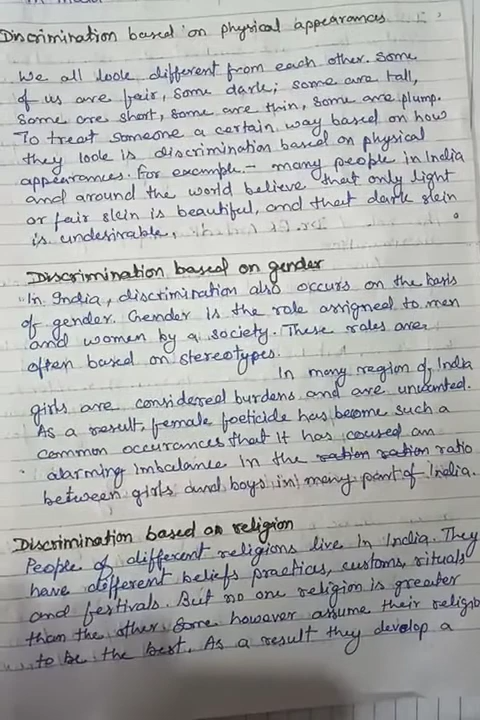 Discrimination based on physical appearances
We all look different from each other. Some
of us are fair, some dark; some are tall,
some are short, some are thin, some are plump.
To treat someone a certain way based on how
they look is discrimination based on physical
appearances. For example:- many people in India
and around the world believe that only light
or fair skin is beautiful, and that dark skin
is undesirable.
Discrimination based on gender
In India, discrimination also occurs on the basis
of gender. Gender is the role assigned to men
and women by a society. These roles are
often based on stereotypes.
In many region of India
girls are considered burdens and are unwanted.
As a result, female foeticide has become such a
common occurances that it has coused an
alarming imbalance in the ration ration ratio
between girls and boys in many part of India.
Discrimination based on religion
People of different religions live in India. They
have different beliefs practices, customs, rituals
and festivals. But no one religion is greater
than the other. Some however assume their religion
to be the best. As a result they develop a